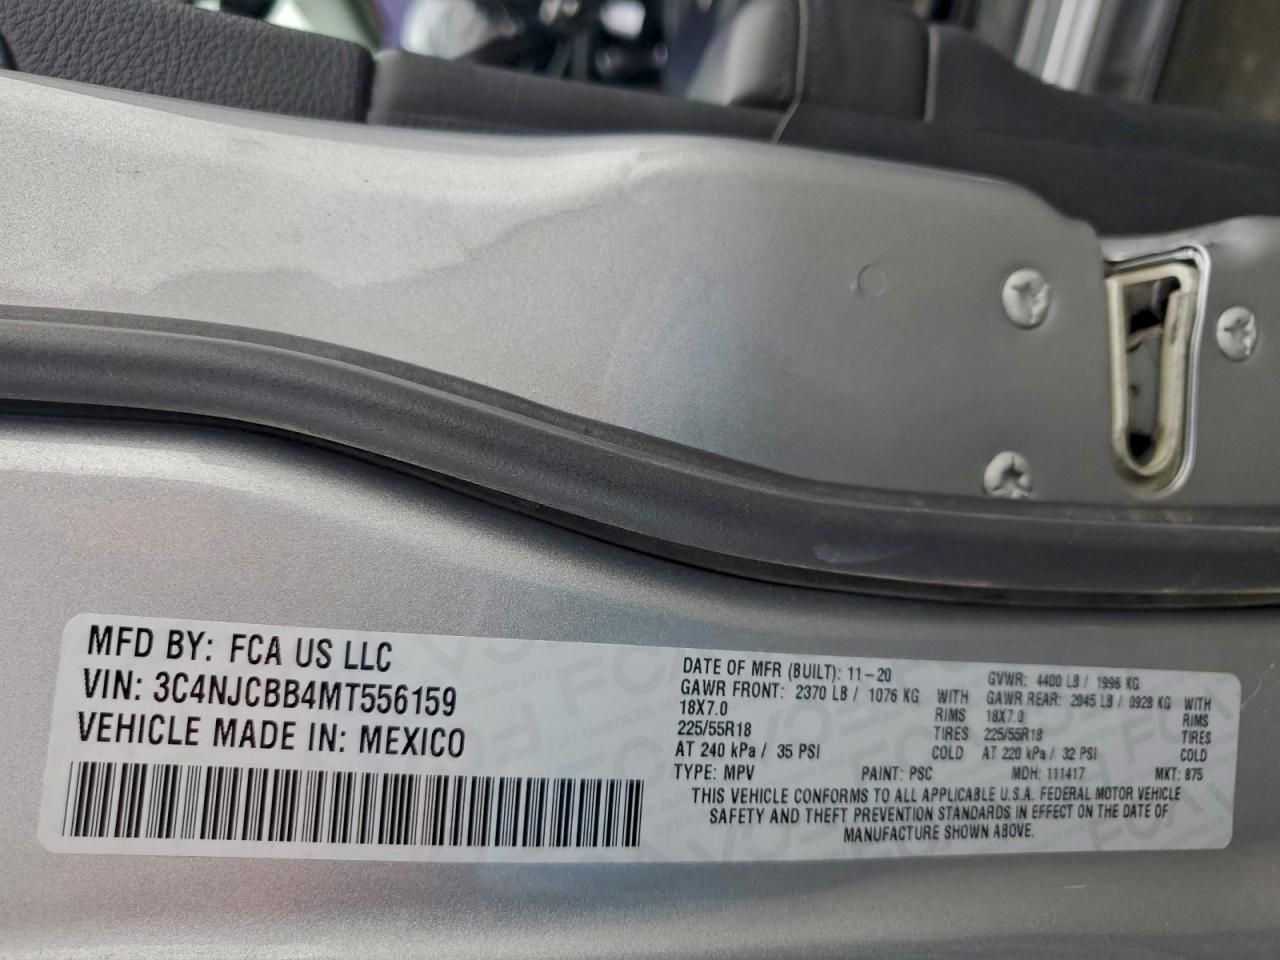 MFD BY: FCA US LLC
VIN: 3C4NJCBB4MT556159
VEHICLE MADE IN: MEXICO
DATE OF MFR (BUILT): 11-20 GVWR: 4400 LB / 1996 KG
GAWR FRONT: 2370 LB / 1076 KG WITH GAWR REAR: 2045 LB / 0928 KG WITH
18X7.0 RIMS 18X7.0 RIMS
225/55R18 TIRES 225/55R18 TIRES
AT 240 kPa / 35 PSI COLD AT 220 kPa / 32 PSI COLD
TYPE: MPV PAINT: PSC MDH: 111417 MKT: 875
THIS VEHICLE CONFORMS TO ALL APPLICABLE U.S.A. FEDERAL MOTOR VEHICLE
SAFETY AND THEFT PREVENTION STANDARDS IN EFFECT ON THE DATE OF
MANUFACTURE SHOWN ABOVE.